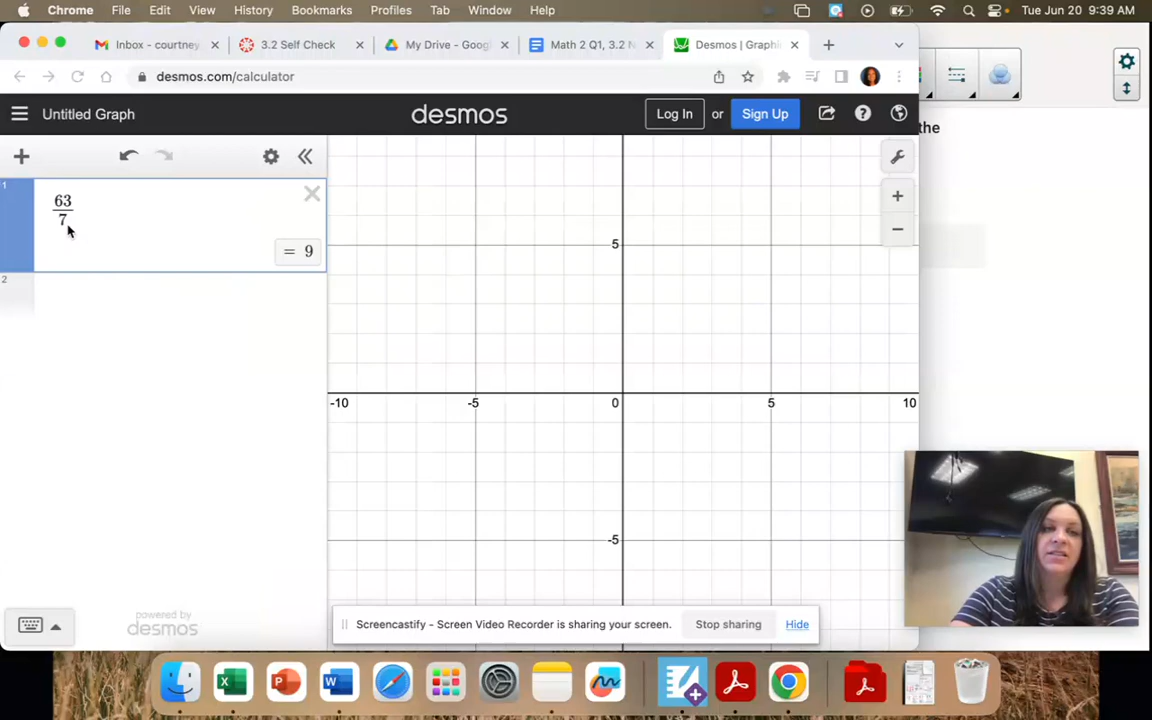 Chrome File Edit View History Bookmarks Profiles Tab Window Help Tue Jun 20 9:39 AM
Inbox - courtney 3.2 Self Check My Drive - Goog Math 2 Q1, 3.2 N Desmos | Graphi
desmos.com/calculator
Untitled Graph desmos Log In or Sign Up
the
1
63
7
= 9
2
5
-10 -5 0 5 10
-5
powered by
desmos
Screencastify - Screen Video Recorder is sharing your screen. Stop sharing Hide